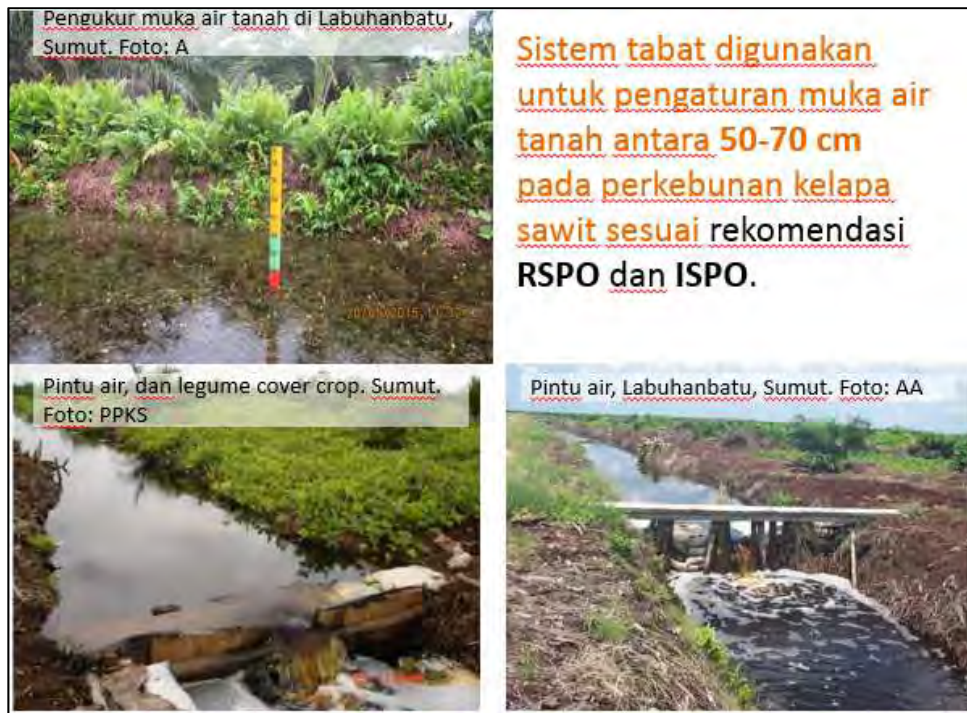 Pengukur muka air tanah di Labuhanbatu,
Sumut. Foto: A
Sistem tabat digunakan
untuk pengaturan muka air
tanah antara 50-70 cm
pada perkebunan kelapa
sawit sesuai rekomendasi
RSPO dan ISPO.
Pintu air, dan legume cover crop. Sumut.
Foto: PPKS
Pintu air, Labuhanbatu, Sumut. Foto: AA